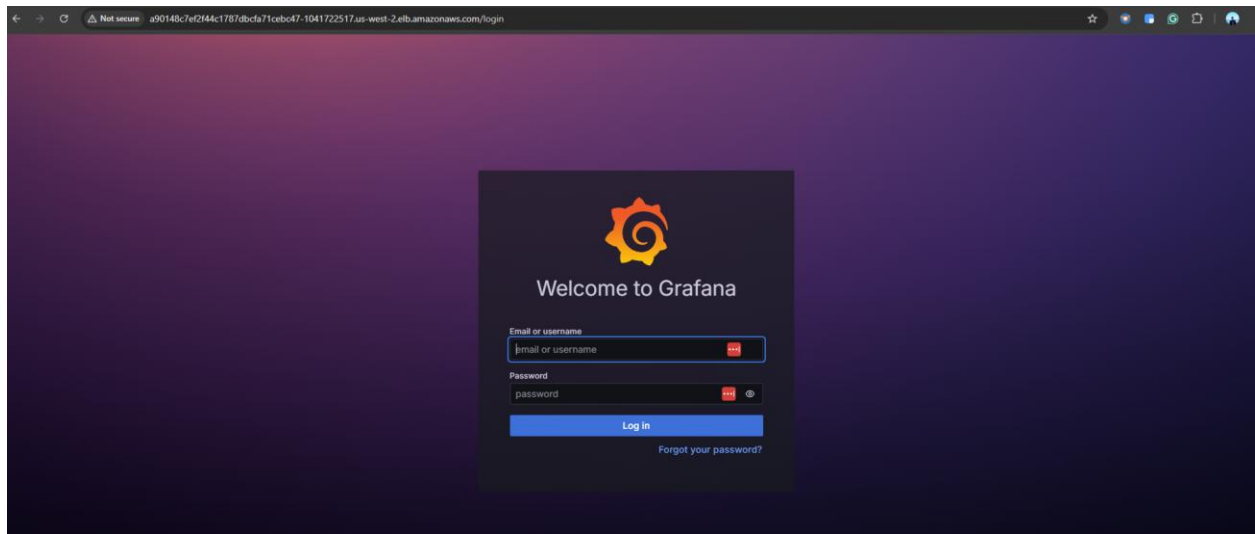 Not secure a90148c7ef2f44c1787dbcfa71cebc47-1041722517.us-west-2.elb.amazonaws.com/login
Welcome to Grafana
Email or username
email or username
Password
password
Log in
Forgot your password?